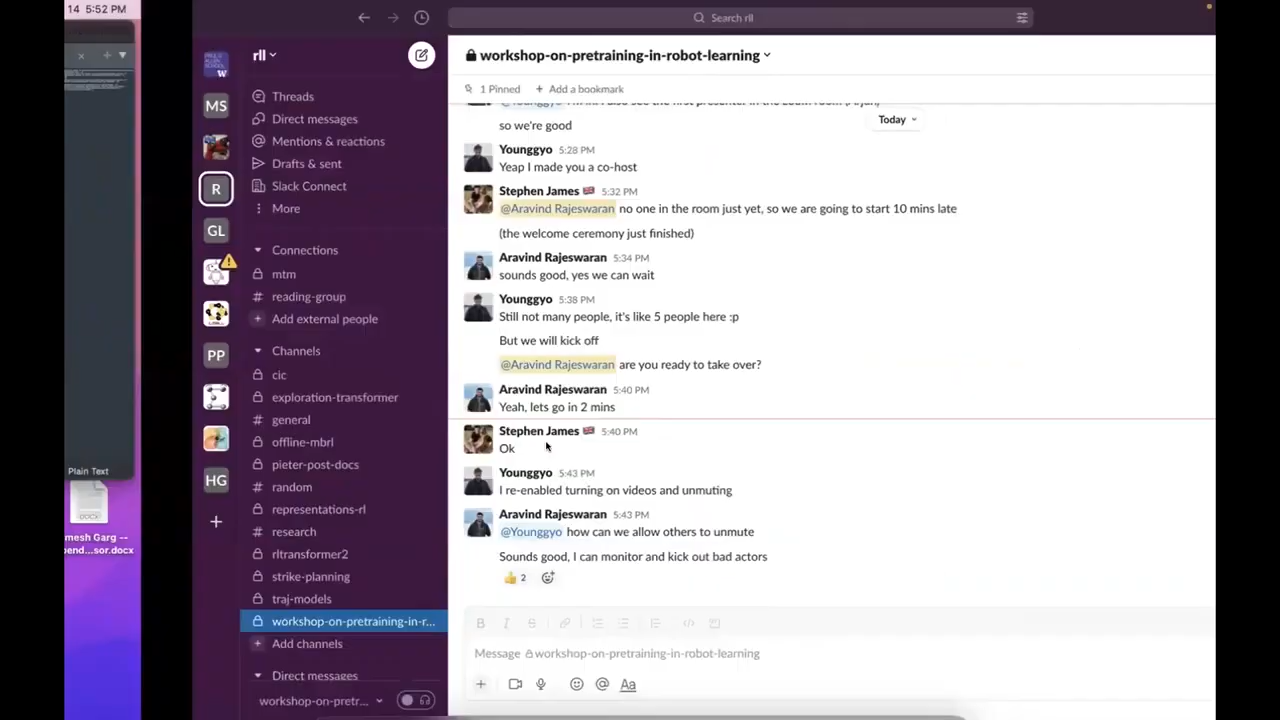 14 5:52 PM
Search rll
rll
workshop-on-pretraining-in-robot-learning
1 Pinned
Add a bookmark
Threads
Direct messages
Mentions & reactions
Drafts & sent
Slack Connect
More
Connections
mtm
reading-group
Add external people
Channels
cic
exploration-transformer
general
offline-mbrl
pieter-post-docs
random
representations-rl
research
rltransformer2
strike-planning
traj-models
workshop-on-pretraining-in-r...
Add channels
Direct messages
workshop-on-pretr...
MS
R
GL
PP
HG
Plain Text
mesh Garg --
pend...sor.docx
DOCX
Today
so we're good
Younggyo 5:28 PM
Yeap I made you a co-host
Stephen James 5:32 PM
@Aravind Rajeswaran no one in the room just yet, so we are going to start 10 mins late
(the welcome ceremony just finished)
Aravind Rajeswaran 5:34 PM
sounds good, yes we can wait
Younggyo 5:38 PM
Still not many people, it's like 5 people here :p
But we will kick off
@Aravind Rajeswaran are you ready to take over?
Aravind Rajeswaran 5:40 PM
Yeah, lets go in 2 mins
Stephen James 5:40 PM
Ok
Younggyo 5:43 PM
I re-enabled turning on videos and unmuting
Aravind Rajeswaran 5:43 PM
@Younggyo how can we allow others to unmute
Sounds good, I can monitor and kick out bad actors
2
Message workshop-on-pretraining-in-robot-learning
Aa